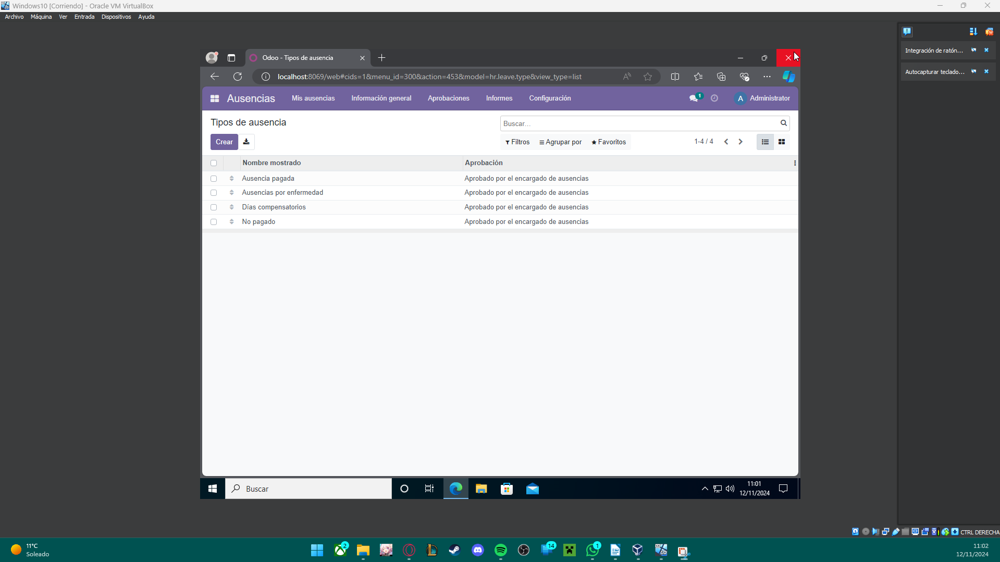 Windows10 [Corriendo] - Oracle VM VirtualBox
Archivo Máquina Ver Entrada Dispositivos Ayuda
Integración de ratón...
Autocapturar teclado...
Odoo - Tipos de ausencia
localhost:8069/web#cids=1&menu_id=300&action=453&model=hr.leave.type&view_type=list
Ausencias Mis ausencias Información general Aprobaciones Informes Configuración 1 A Administrator
Tipos de ausencia
Buscar...
Crear
Filtros Agrupar por Favoritos 1-4 / 4
Nombre mostrado Aprobación
Ausencia pagada Aprobado por el encargado de ausencias
Ausencias por enfermedad Aprobado por el encargado de ausencias
Días compensatorios Aprobado por el encargado de ausencias
No pagado Aprobado por el encargado de ausencias
Buscar
11:01
12/11/2024
CTRL DERECHA
11°C
Soleado
2
14
1
11:02
12/11/2024